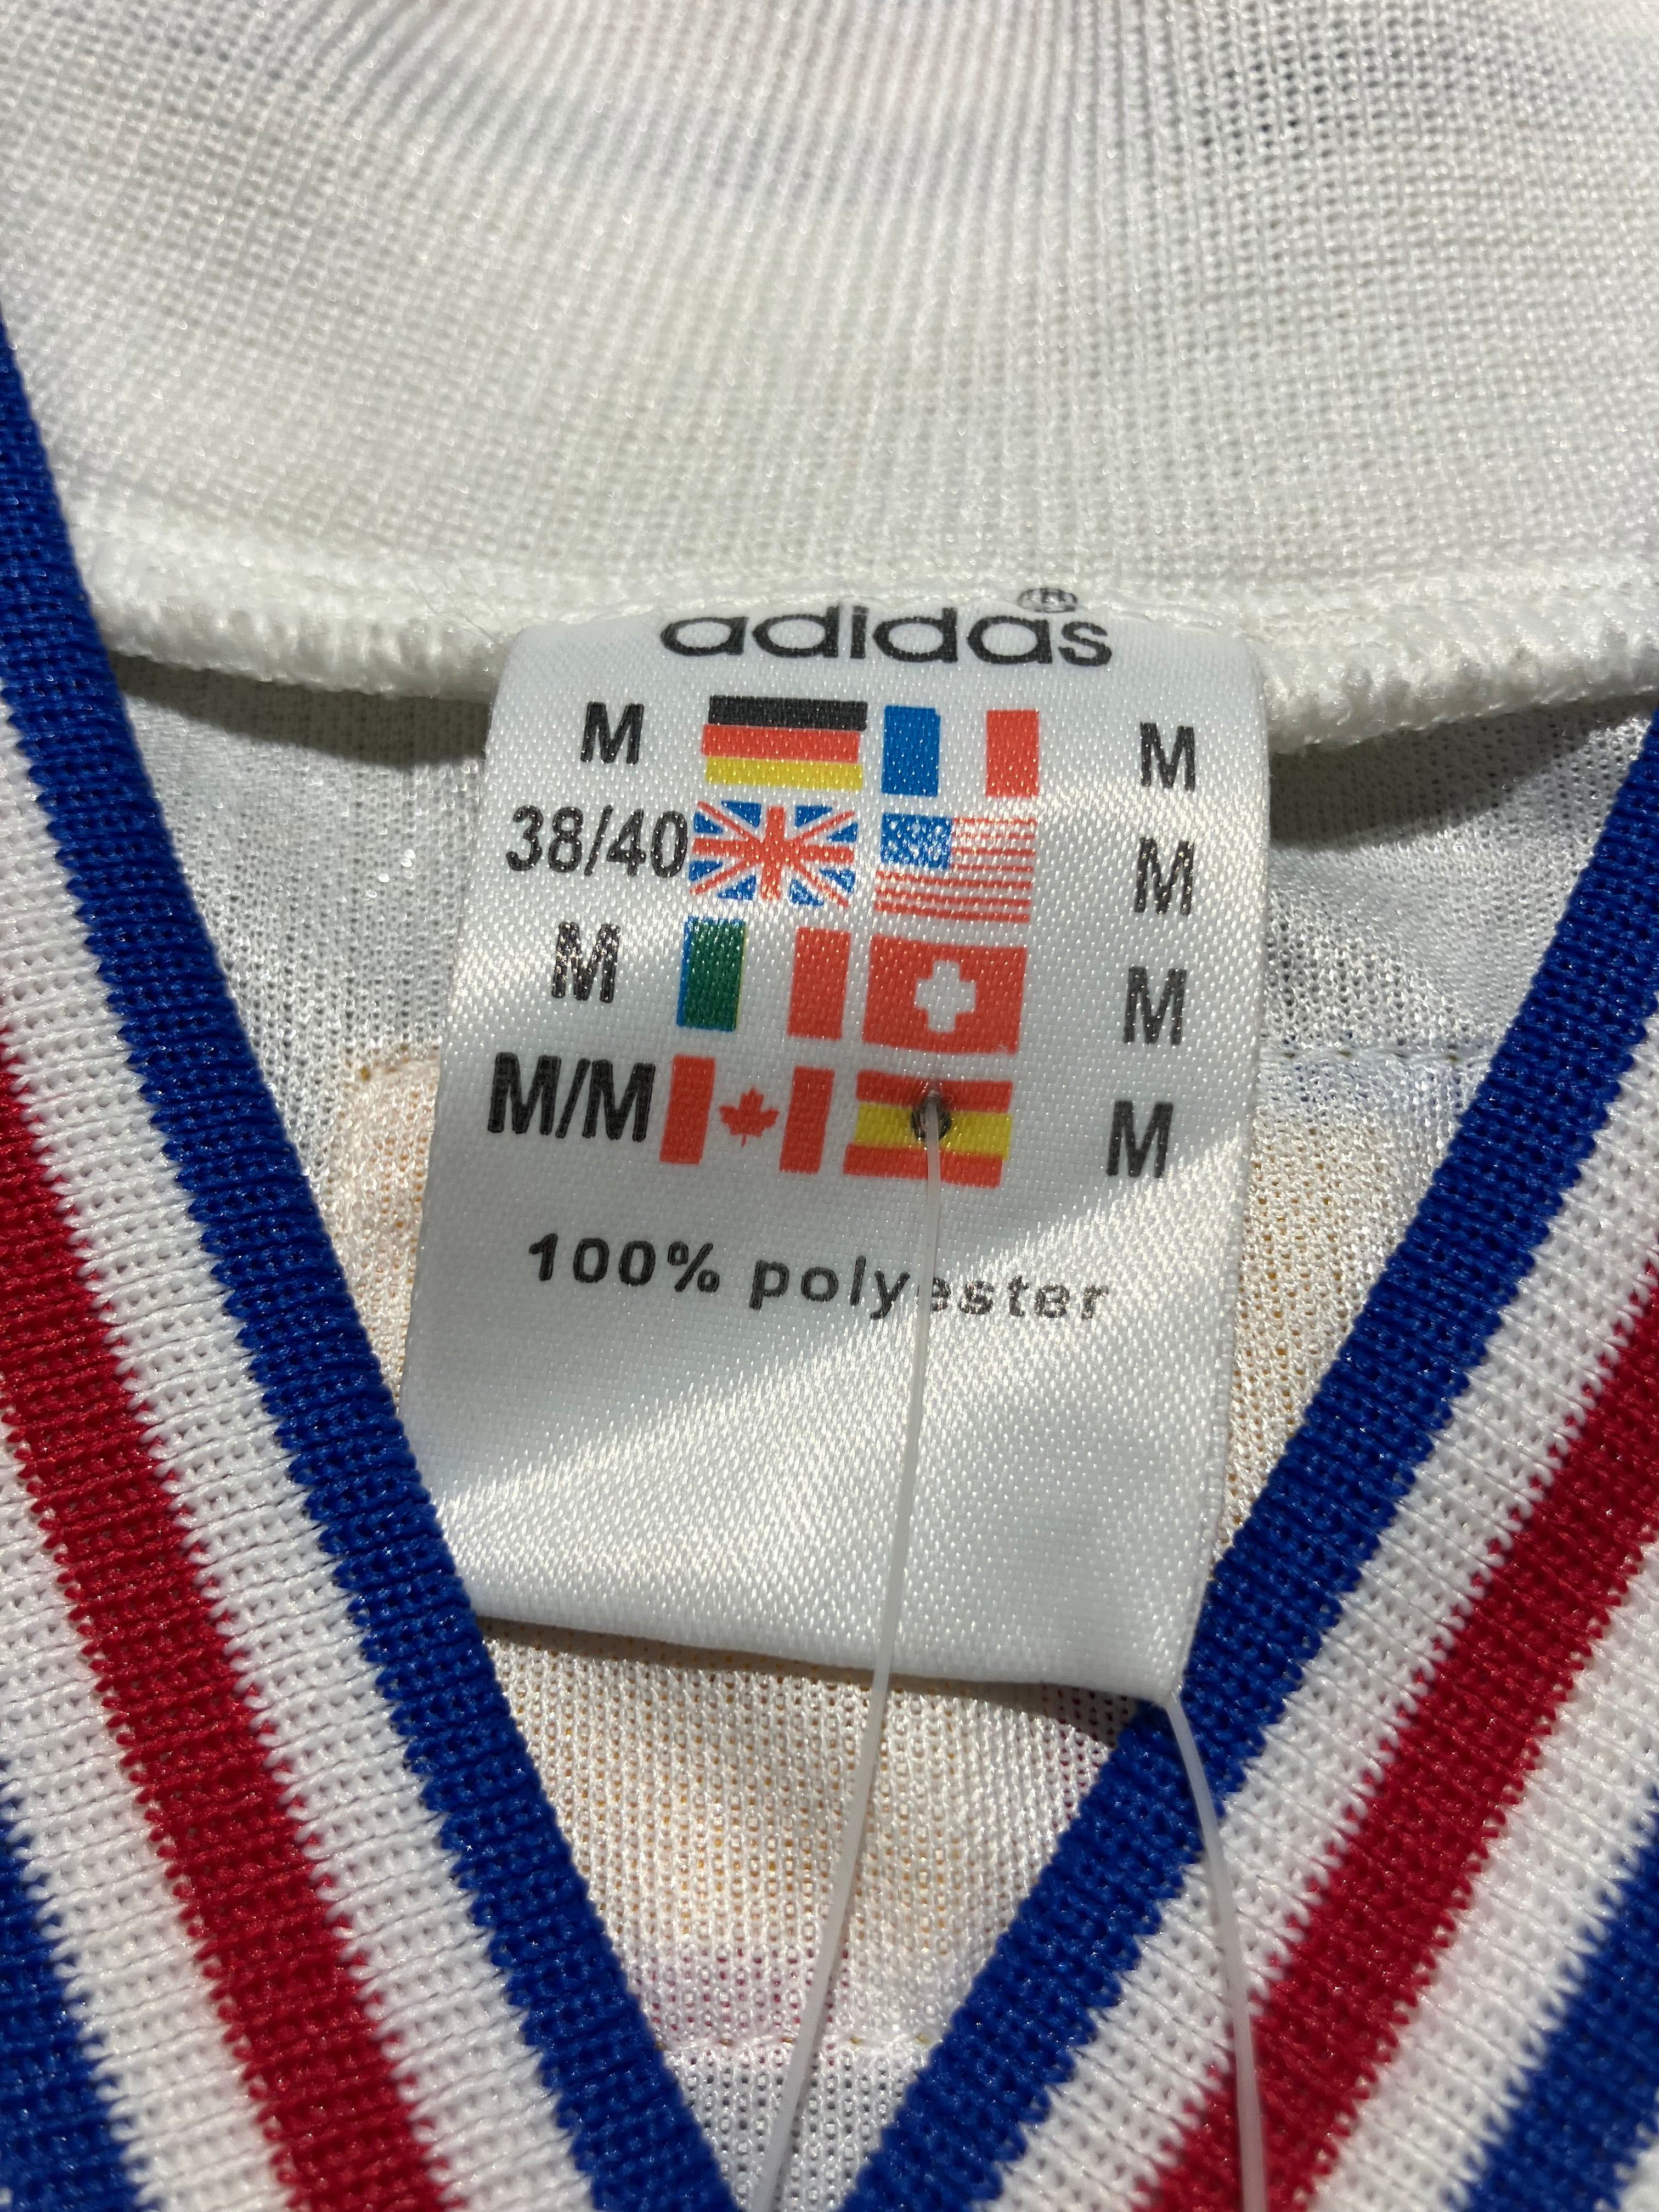 adidas®
M M
38/40 M
M M
M/M M
100% polyester